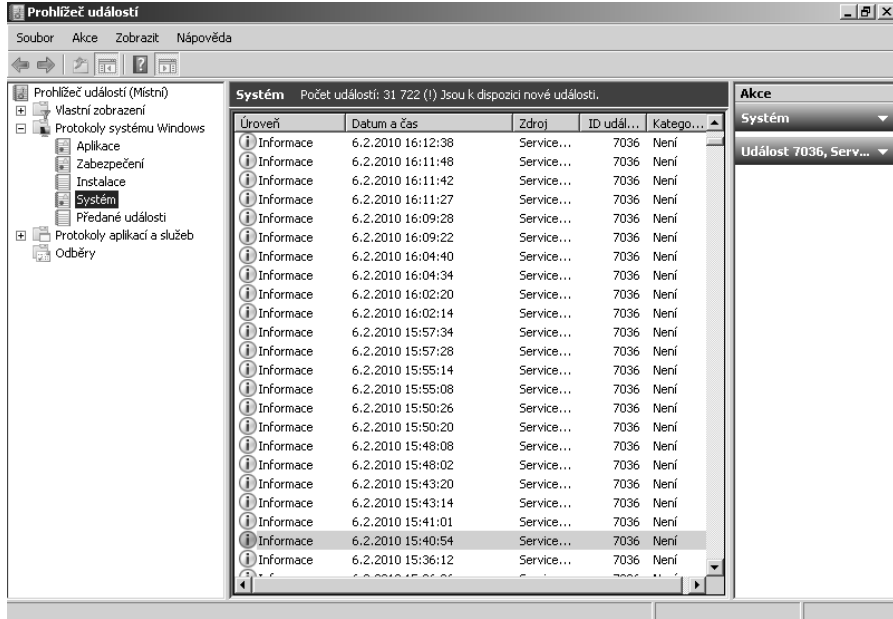 Prohlížeč událostí
Soubor Akce Zobrazit Nápověda
Prohlížeč událostí (Místní)
Vlastní zobrazení
Protokoly systému Windows
Aplikace
Zabezpečení
Instalace
Systém
Předané události
Protokoly aplikací a služeb
Odběry
Systém Počet událostí: 31 722 (!) Jsou k dispozici nové události.
Úroveň Datum a čas Zdroj ID udál... Katego...
Informace 6.2.2010 16:12:38 Service... 7036 Není
Informace 6.2.2010 16:11:48 Service... 7036 Není
Informace 6.2.2010 16:11:42 Service... 7036 Není
Informace 6.2.2010 16:11:27 Service... 7036 Není
Informace 6.2.2010 16:09:28 Service... 7036 Není
Informace 6.2.2010 16:09:22 Service... 7036 Není
Informace 6.2.2010 16:04:40 Service... 7036 Není
Informace 6.2.2010 16:04:34 Service... 7036 Není
Informace 6.2.2010 16:02:20 Service... 7036 Není
Informace 6.2.2010 16:02:14 Service... 7036 Není
Informace 6.2.2010 15:57:34 Service... 7036 Není
Informace 6.2.2010 15:57:28 Service... 7036 Není
Informace 6.2.2010 15:55:14 Service... 7036 Není
Informace 6.2.2010 15:55:08 Service... 7036 Není
Informace 6.2.2010 15:50:26 Service... 7036 Není
Informace 6.2.2010 15:50:20 Service... 7036 Není
Informace 6.2.2010 15:48:08 Service... 7036 Není
Informace 6.2.2010 15:48:02 Service... 7036 Není
Informace 6.2.2010 15:43:20 Service... 7036 Není
Informace 6.2.2010 15:43:14 Service... 7036 Není
Informace 6.2.2010 15:41:01 Service... 7036 Není
Informace 6.2.2010 15:40:54 Service... 7036 Není
Informace 6.2.2010 15:36:12 Service... 7036 Není
Akce
Systém
Událost 7036, Serv...